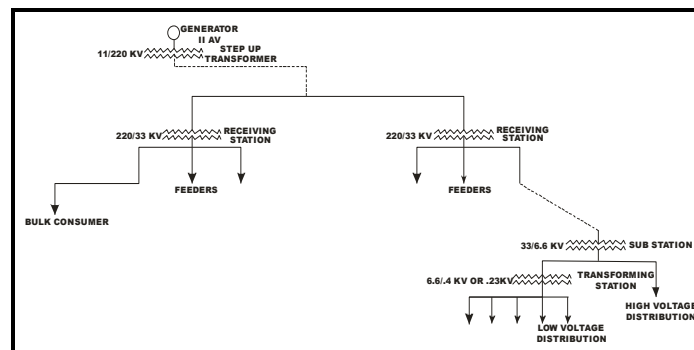 GENERATOR
II AV
11/220 KV
STEP UP
TRANSFORMER
220/33 KV
RECEIVING
STATION
220/33 KV
RECEIVING
STATION
FEEDERS
FEEDERS
BULK CONSUMER
33/6.6 KV
SUB STATION
6.6/.4 KV OR .23KV
TRANSFORMING
STATION
HIGH VOLTAGE
DISTRIBUTION
LOW VOLTAGE
DISTRIBUTION